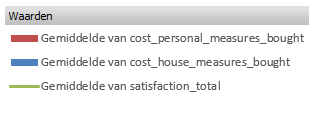 Waarden
Gemiddelde van cost_personal_measures_bought
Gemiddelde van cost_house_measures_bought
Gemiddelde van satisfaction_total